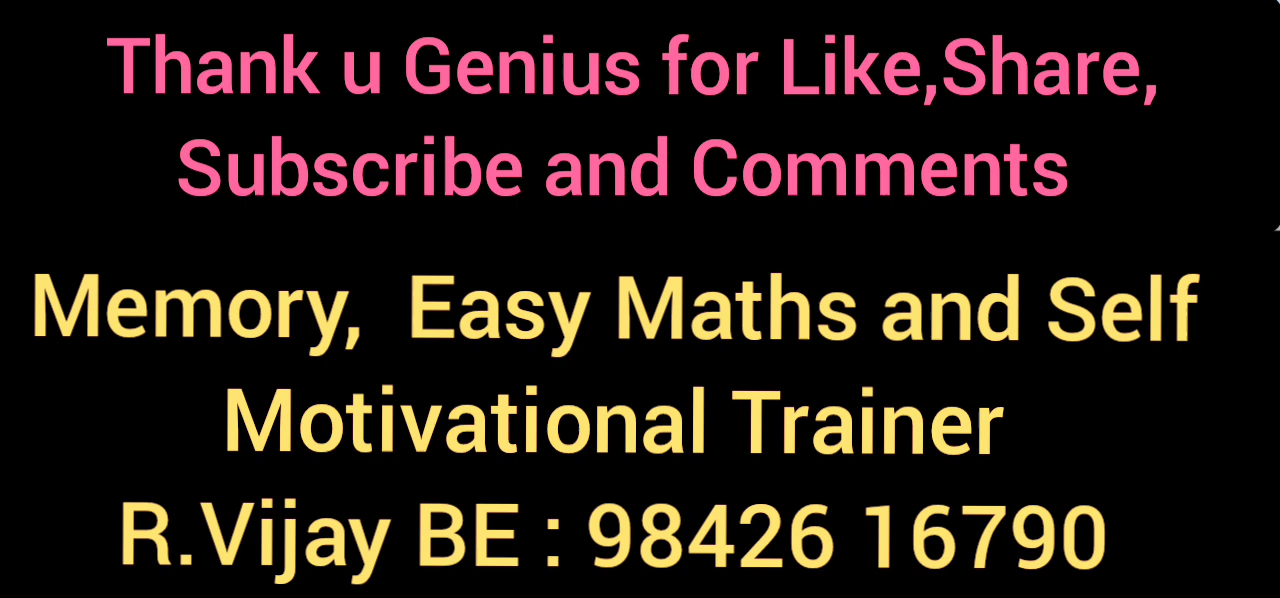 Thank u Genius for Like,Share,
Subscribe and Comments
Memory, Easy Maths and Self
Motivational Trainer
R.Vijay BE : 98426 16790